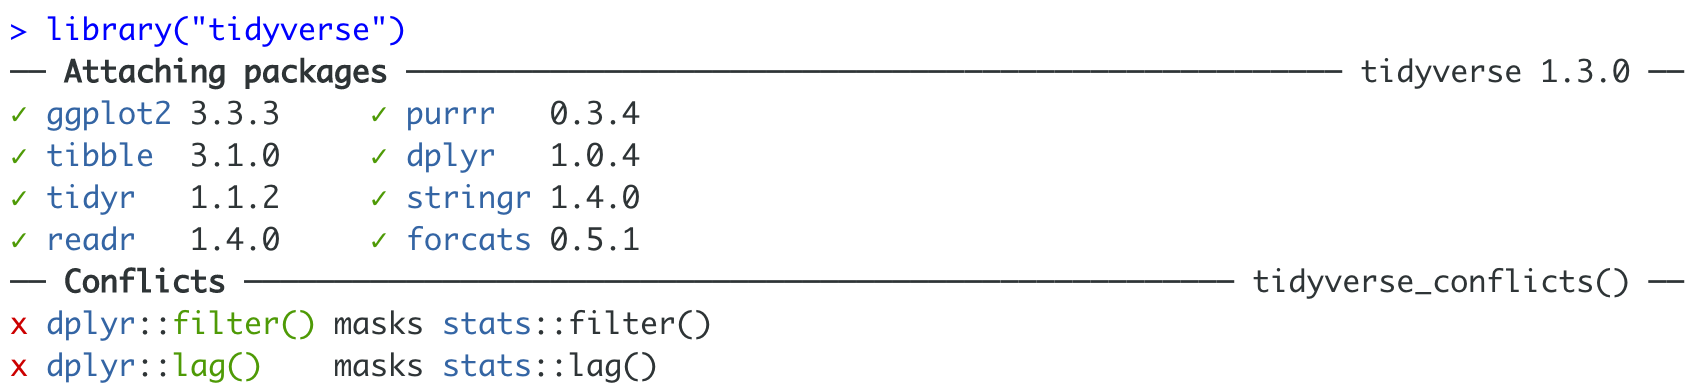 > library("tidyverse")
── Attaching packages ──────────────────────────────────────────────────── tidyverse 1.3.0 ──
✓ ggplot2 3.3.3     ✓ purrr   0.3.4
✓ tibble  3.1.0     ✓ dplyr   1.0.4
✓ tidyr   1.1.2     ✓ stringr 1.4.0
✓ readr   1.4.0     ✓ forcats 0.5.1
── Conflicts ─────────────────────────────────────────────────────── tidyverse_conflicts() ──
x dplyr::filter() masks stats::filter()
x dplyr::lag()    masks stats::lag()